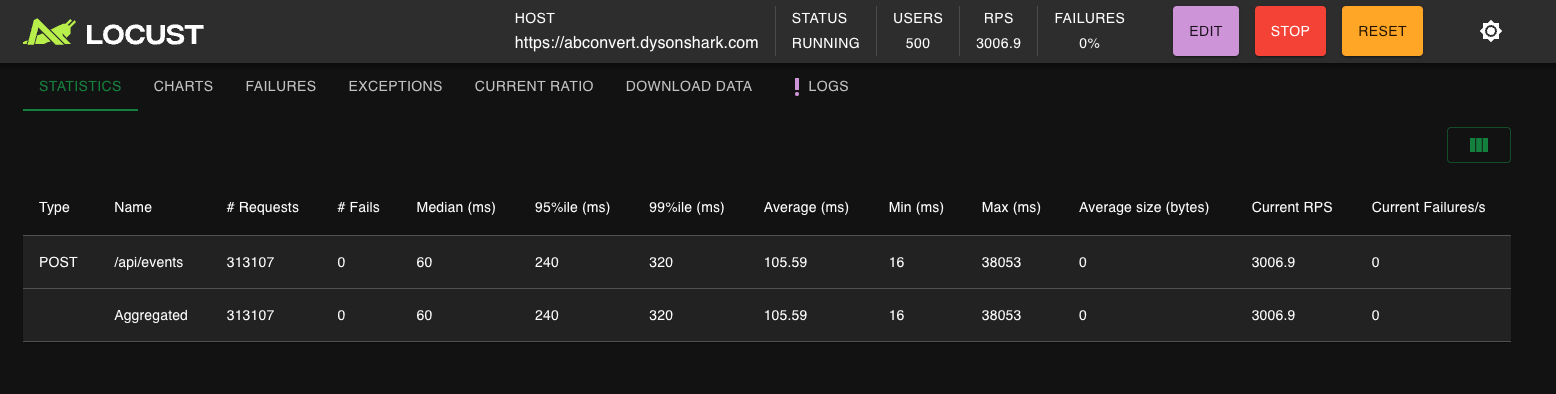 LOCUST
HOST
https://abconvert.dysonshark.com
STATUS
RUNNING
USERS
500
RPS
3006.9
FAILURES
0%
EDIT
STOP
RESET
STATISTICS CHARTS FAILURES EXCEPTIONS CURRENT RATIO DOWNLOAD DATA LOGS
Type Name # Requests # Fails Median (ms) 95%ile (ms) 99%ile (ms) Average (ms) Min (ms) Max (ms) Average size (bytes) Current RPS Current Failures/s
POST /api/events 313107 0 60 240 320 105.59 16 38053 0 3006.9 0
Aggregated 313107 0 60 240 320 105.59 16 38053 0 3006.9 0